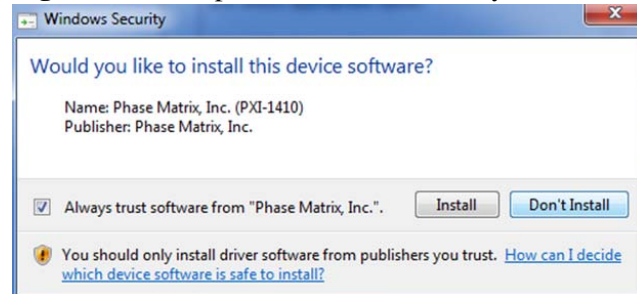 Windows Security
Would you like to install this device software?
Name: Phase Matrix, Inc. (PXI-1410)
Publisher: Phase Matrix, Inc.
Always trust software from "Phase Matrix, Inc.". Install Don't Install
You should only install driver software from publishers you trust. How can I decide
which device software is safe to install?